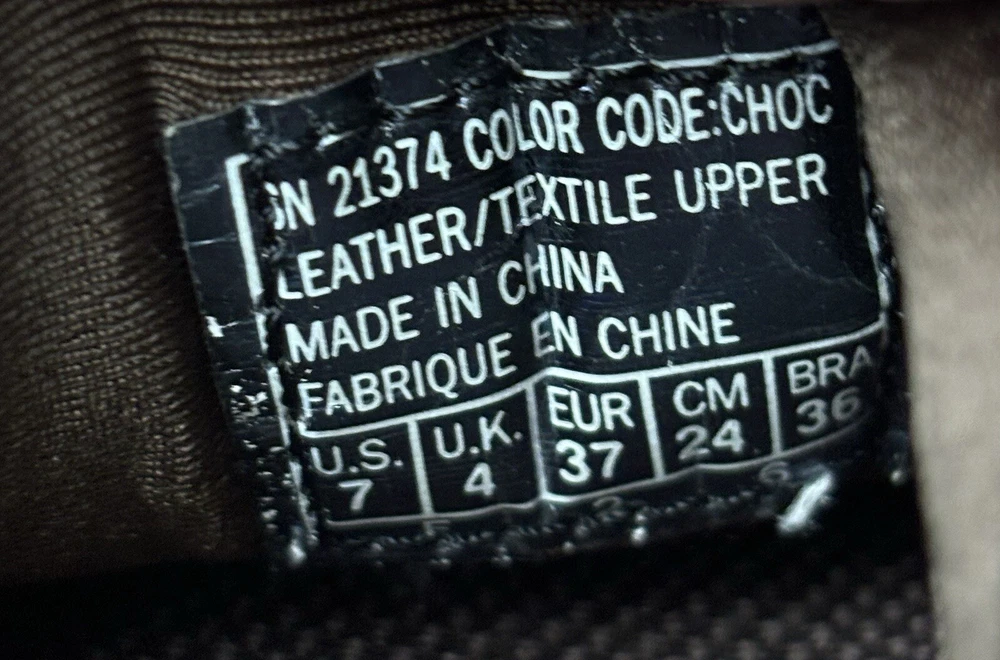 SN 21374 COLOR CODE:CHOC
LEATHER/TEXTILE UPPER
MADE IN CHINA
FABRIQUE EN CHINE
U.S. U.K. EUR CM BRA
7 4 37 24 36